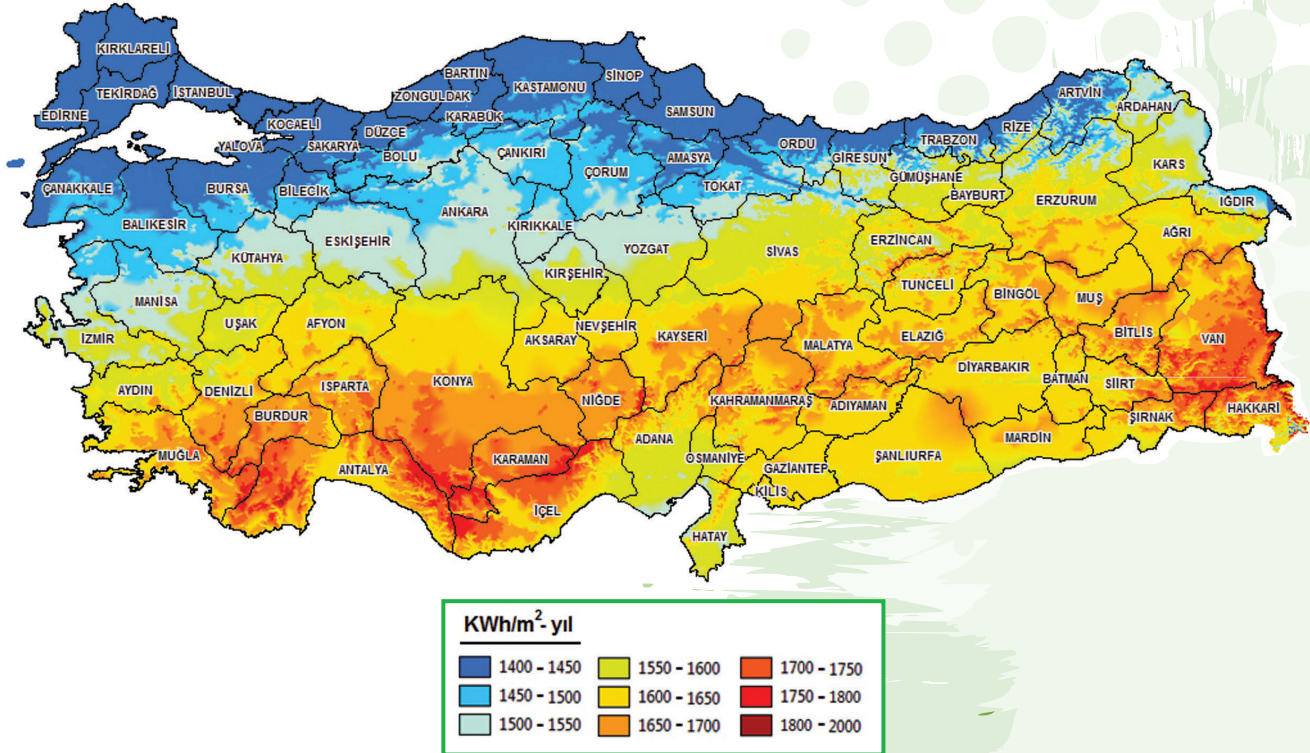 KIRKLARELİ
TEKİRDAĞ
İSTANBUL
EDİRNE
KOCAELİ
YALOVA
SAKARYA
DÜZCE
ZONGULDAK
BARTIN
KARABÜK
KASTAMONU
SİNOP
SAMSUN
BOLU
ÇANKIRI
ÇORUM
AMASYA
TOKAT
ORDU
GİRESUN
TRABZON
RİZE
ARTVİN
ARDAHAN
KARS
GÜMÜŞHANE
BAYBURT
ERZURUM
IĞDIR
AĞRI
ÇANAKKALE
BURSA
BİLECİK
BALIKESİR
ESKİŞEHİR
ANKARA
KIRIKKALE
YOZGAT
SİVAS
ERZİNCAN
KÜTAHYA
KIRŞEHİR
TUNCELİ
BİNGÖL
MUŞ
MANİSA
UŞAK
AFYON
NEVŞEHİR
AKSARAY
KAYSERİ
MALATYA
ELAZIĞ
BİTLİS
VAN
İZMİR
AYDIN
DENİZLİ
ISPARTA
KONYA
NİĞDE
KAHRAMANMARAŞ
ADIYAMAN
DİYARBAKIR
BATMAN
SİİRT
ŞIRNAK
HAKKARİ
BURDUR
MUĞLA
ANTALYA
KARAMAN
ADANA
OSMANİYE
GAZİANTEP
ŞANLIURFA
MARDİN
KİLİS
İÇEL
HATAY
KWh/m²- yıl
1400 – 1450
1450 – 1500
1500 – 1550
1550 – 1600
1600 – 1650
1650 – 1700
1700 – 1750
1750 – 1800
1800 – 2000